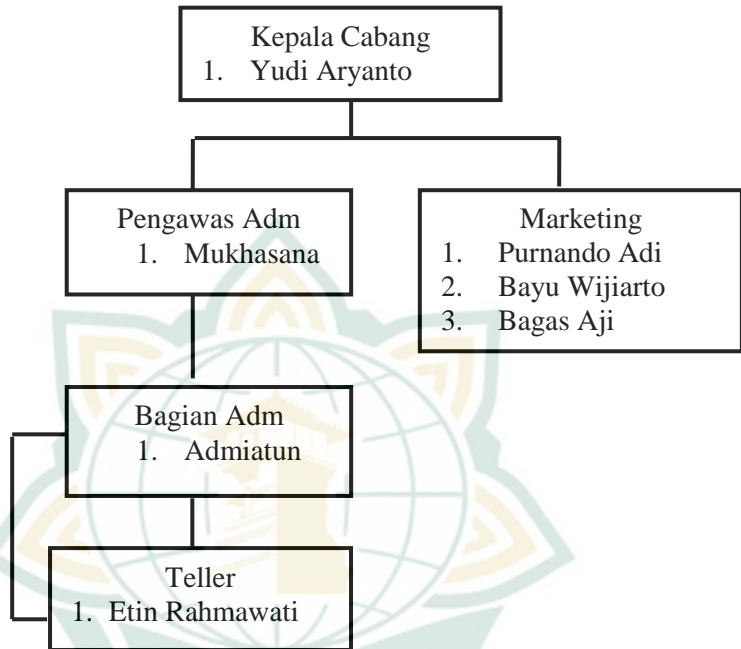 Kepala Cabang
1. Yudi Aryanto
Pengawas Adm
1. Mukhasana
Marketing
1. Purnando Adi
2. Bayu Wijiarto
3. Bagas Aji
Bagian Adm
1. Admiatun
Teller
1. Etin Rahmawati